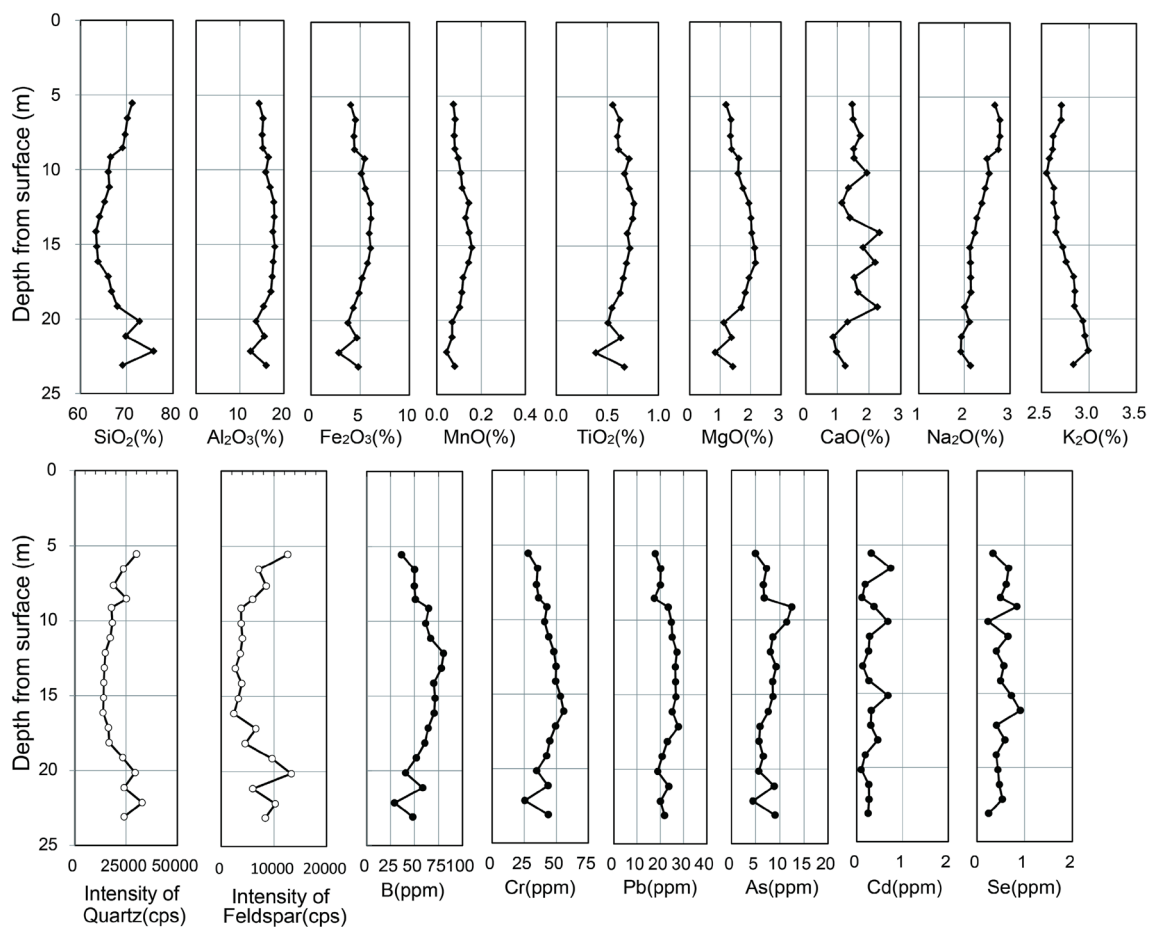 Depth from surface (m)
0
5
10
15
20
25
60 70 80
0 10 20
0 5 10
0.0 0.2 0.4
0.0 0.5 1.0
0 1 2 3
0 1 2 3
1 2 3
2.5 3.0 3.5
SiO₂(%)
Al₂O₃(%)
Fe₂O₃(%)
MnO(%)
TiO₂(%)
MgO(%)
CaO(%)
Na₂O(%)
K₂O(%)
Depth from surface (m)
0
5
10
15
20
25
0 25000 50000
0 10000 20000
0 25 50 75 100
0 25 50 75
0 10 20 30 40
0 5 10 15 20
0 1 2
0 1 2
Intensity of
Quartz(cps)
Intensity of
Feldspar(cps)
B(ppm)
Cr(ppm)
Pb(ppm)
As(ppm)
Cd(ppm)
Se(ppm)